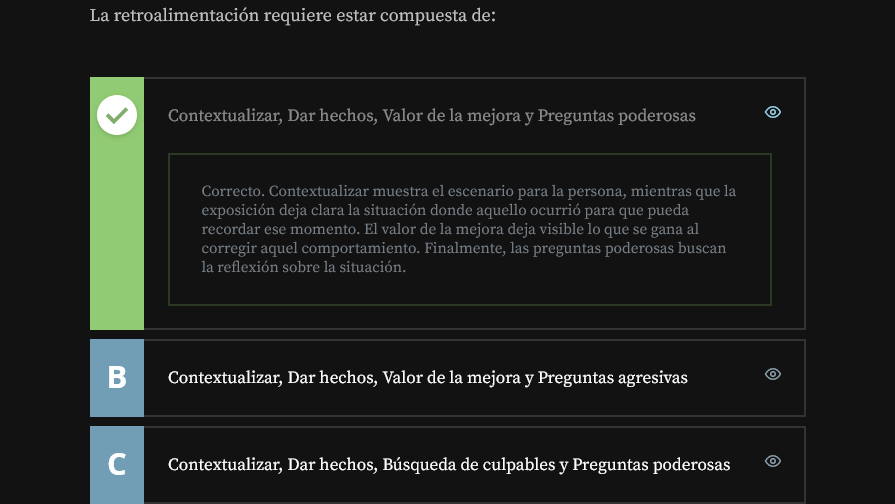 La retroalimentación requiere estar compuesta de:
Contextualizar, Dar hechos, Valor de la mejora y Preguntas poderosas
Correcto. Contextualizar muestra el escenario para la persona, mientras que la
exposición deja clara la situación donde aquello ocurrió para que pueda
recordar ese momento. El valor de la mejora deja visible lo que se gana al
corregir aquel comportamiento. Finalmente, las preguntas poderosas buscan
la reflexión sobre la situación.
B
Contextualizar, Dar hechos, Valor de la mejora y Preguntas agresivas
C
Contextualizar, Dar hechos, Búsqueda de culpables y Preguntas poderosas